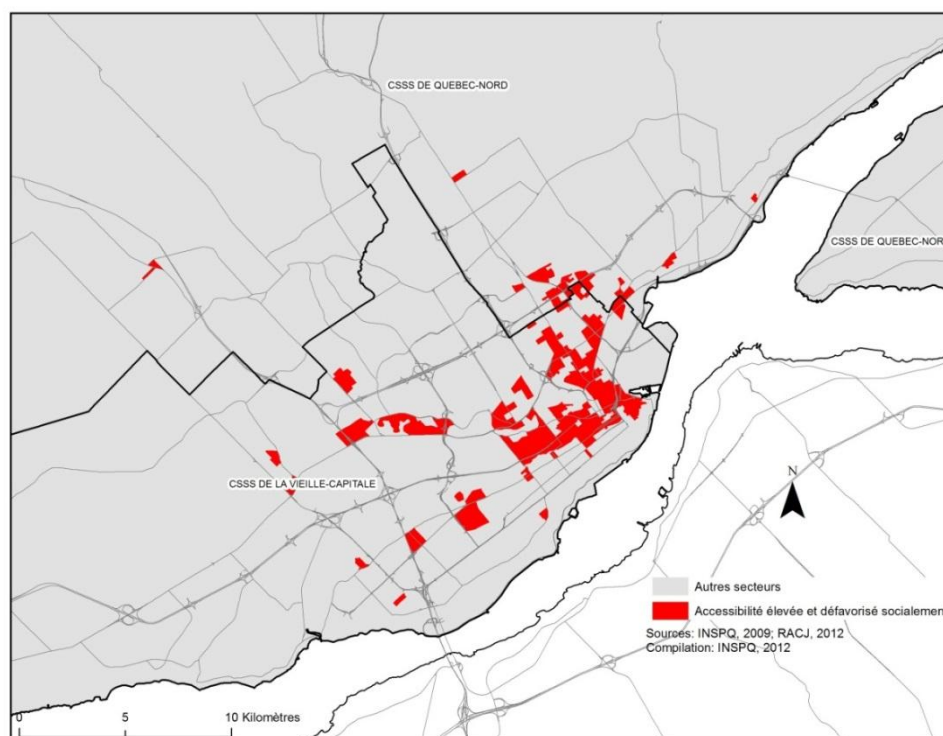 CSSS DE QUEBEC-NORD
CSSS DE QUEBEC-NORD
CSSS DE LA VIEILLE-CAPITALE
N
Autres secteurs
Accessibilité élevée et défavorisé socialemen
Sources: INSPQ, 2009; RACJ, 2012
Compilation: INSPQ, 2012
0 5 10 Kilomètres